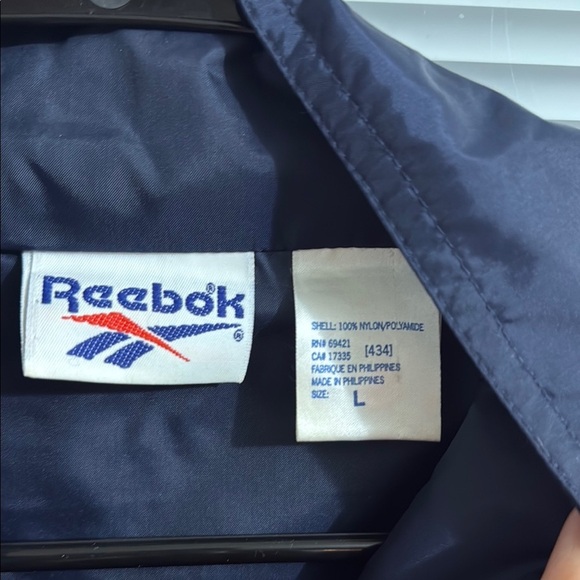 Reebok
SHELL: 100% NYLON/POLYAMIDE
RN# 69421
CA# 17335 [434]
FABRIQUE EN PHILIPPINES
MADE IN PHILIPPINES
SIZE: L